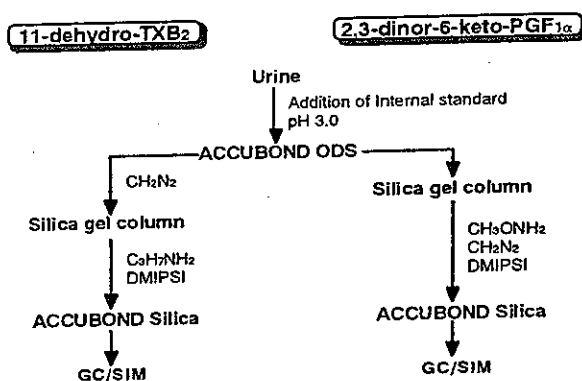 11-dehydro-TXB2
2,3-dinor-6-keto-PGF1α
Urine
Addition of Internal standard
pH 3.0
ACCUBOND ODS
CH2N2
Silica gel column
C3H7NH2
DMIPSI
ACCUBOND Silica
GC/SIM
Silica gel column
CH3ONH2
CH2N2
DMIPSI
ACCUBOND Silica
GC/SIM